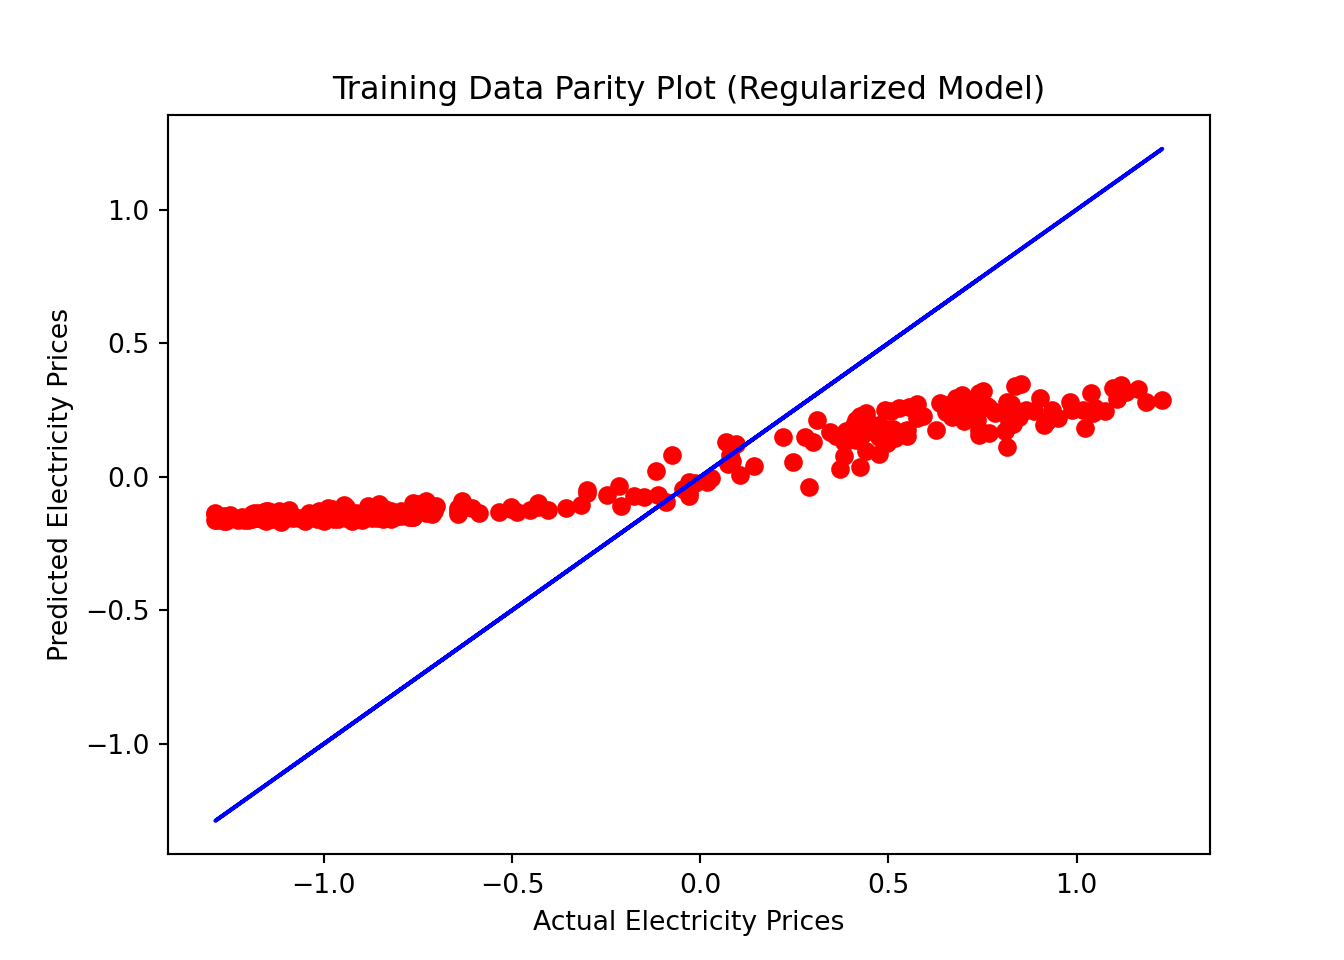 Training Data Parity Plot (Regularized Model)
1.0
0.5
0.0
−0.5
−1.0
Predicted Electricity Prices
−1.0 −0.5 0.0 0.5 1.0
Actual Electricity Prices